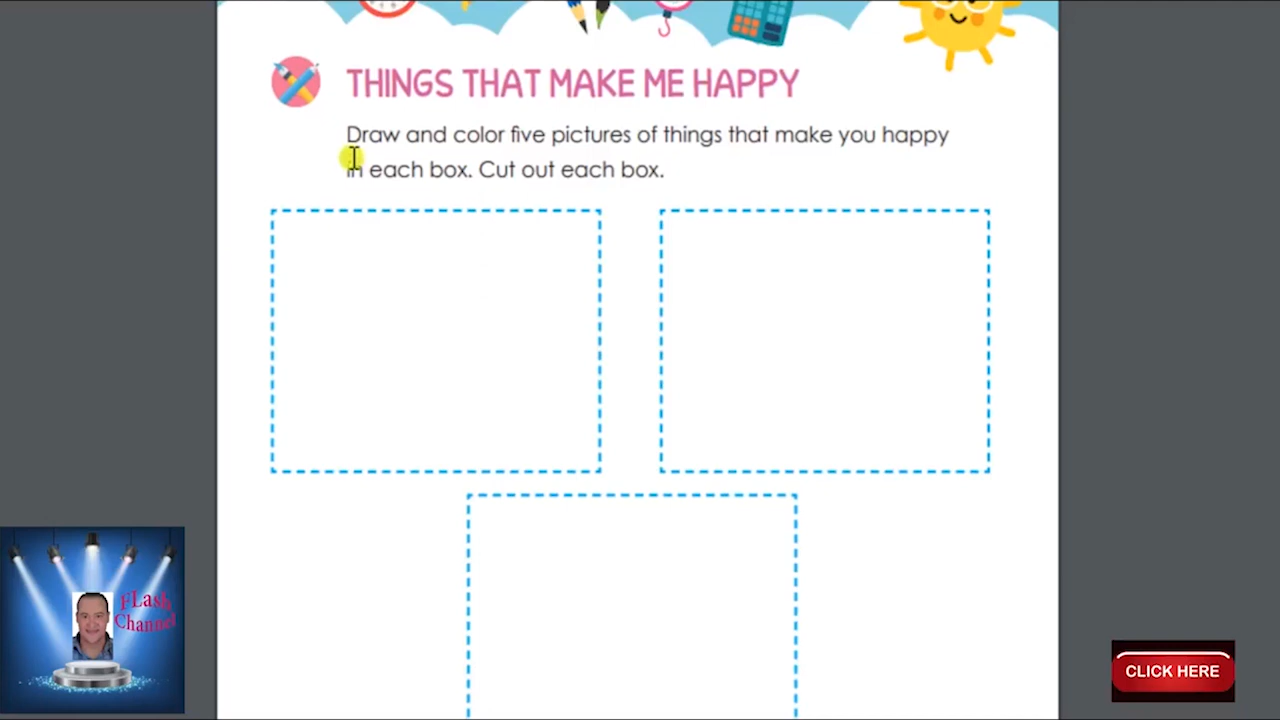 THINGS THAT MAKE ME HAPPY
Draw and color five pictures of things that make you happy
in each box. Cut out each box.
FLash
Channel
CLICK HERE